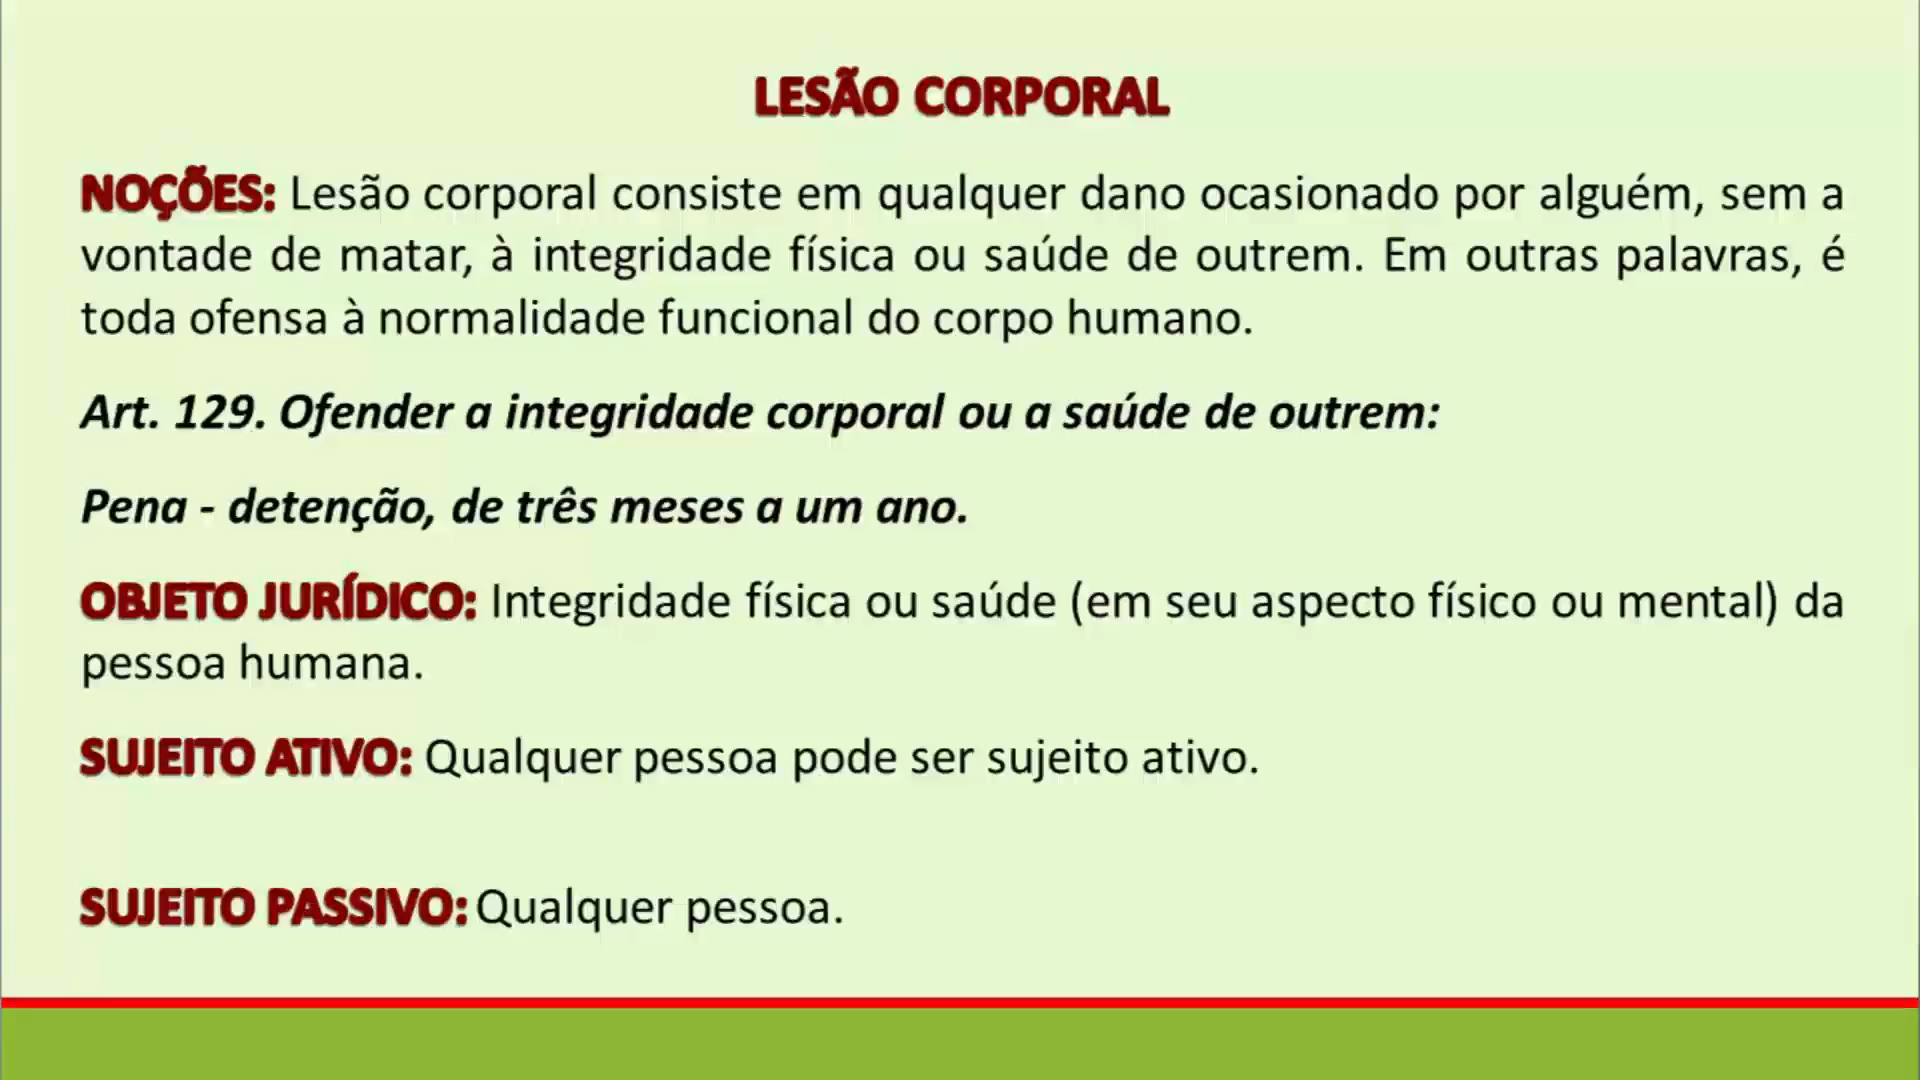 LESÃO CORPORAL
NOÇÕES: Lesão corporal consiste em qualquer dano ocasionado por alguém, sem a
vontade de matar, à integridade física ou saúde de outrem. Em outras palavras, é
toda ofensa à normalidade funcional do corpo humano.
Art. 129. Ofender a integridade corporal ou a saúde de outrem:
Pena - detenção, de três meses a um ano.
OBJETO JURÍDICO: Integridade física ou saúde (em seu aspecto físico ou mental) da
pessoa humana.
SUJEITO ATIVO: Qualquer pessoa pode ser sujeito ativo.
SUJEITO PASSIVO: Qualquer pessoa.